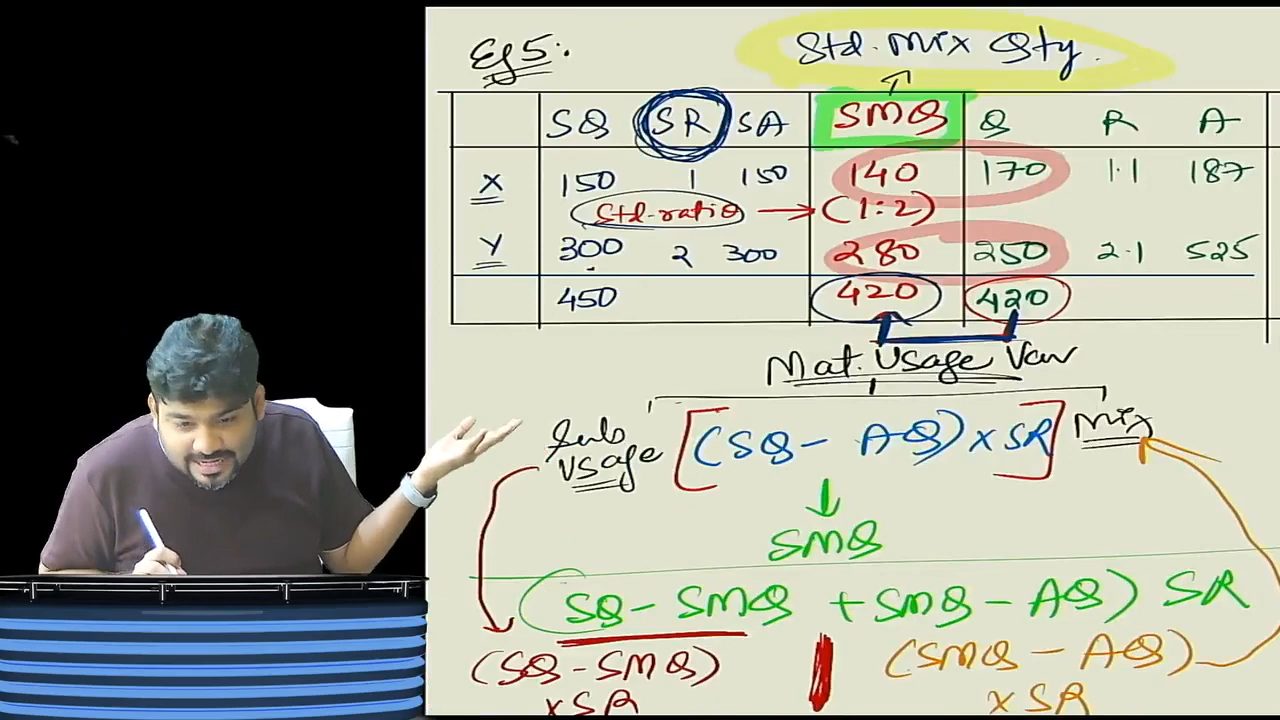 Eg 5:.
Std. Mix Qty.
SQ SR SA SMQ Q R A
X 150 1 150 140 170 1.1 187
Std-ratio → (1:2)
Y 300 2 300 280 250 2.1 525
450 420 420
Mat. Usage Var
Sub Usage [(SQ - AQ) x SR] Mix
↓
SMQ
(SQ - SMQ + SMQ - AQ) SR
(SQ - SMQ) (SMQ - AQ)
x SR x SR